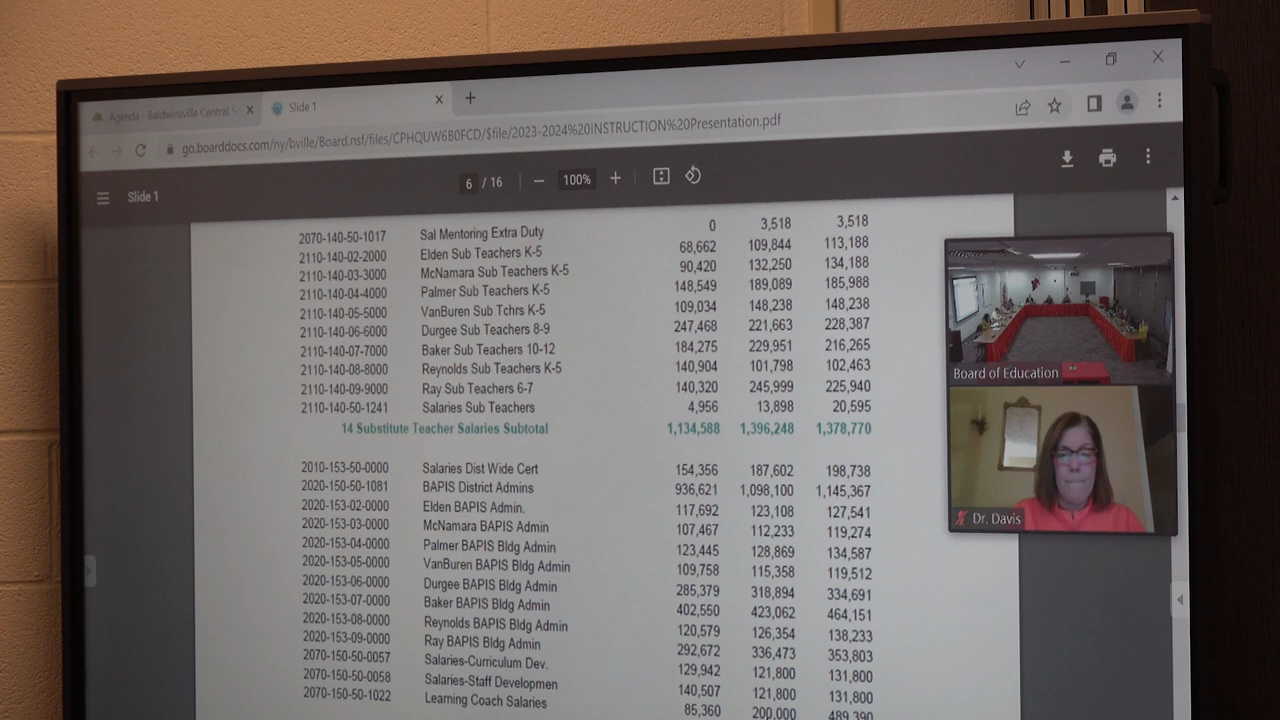 Agenda - Baldwinsville Central S
Slide 1
go.boarddocs.com/ny/bville/Board.nsf/files/CPHQUW6B0FCD/$file/2023-2024%20INSTRUCTION%20Presentation.pdf
Slide 1
6 / 16
100%
2070-140-50-1017 Sal Mentoring Extra Duty 0 3,518 3,518
2110-140-02-2000 Elden Sub Teachers K-5 68,662 109,844 113,188
2110-140-03-3000 McNamara Sub Teachers K-5 90,420 132,250 134,188
2110-140-04-4000 Palmer Sub Teachers K-5 148,549 189,089 185,988
2110-140-05-5000 VanBuren Sub Tchrs K-5 109,034 148,238 148,238
2110-140-06-6000 Durgee Sub Teachers 8-9 247,468 221,663 228,387
2110-140-07-7000 Baker Sub Teachers 10-12 184,275 229,951 216,265
2110-140-08-8000 Reynolds Sub Teachers K-5 140,904 101,798 102,463
2110-140-09-9000 Ray Sub Teachers 6-7 140,320 245,999 225,940
2110-140-50-1241 Salaries Sub Teachers 4,956 13,898 20,595
14 Substitute Teacher Salaries Subtotal 1,134,588 1,396,248 1,378,770
2010-153-50-0000 Salaries Dist Wide Cert 154,356 187,602 198,738
2020-150-50-1081 BAPIS District Admins 936,621 1,098,100 1,145,367
2020-153-02-0000 Elden BAPIS Admin. 117,692 123,108 127,541
2020-153-03-0000 McNamara BAPIS Admin 107,467 112,233 119,274
2020-153-04-0000 Palmer BAPIS Bldg Admin 123,445 128,869 134,587
2020-153-05-0000 VanBuren BAPIS Bldg Admin 109,758 115,358 119,512
2020-153-06-0000 Durgee BAPIS Bldg Admin 285,379 318,894 334,691
2020-153-07-0000 Baker BAPIS Bldg Admin 402,550 423,062 464,151
2020-153-08-0000 Reynolds BAPIS Bldg Admin 120,579 126,354 138,233
2020-153-09-0000 Ray BAPIS Bldg Admin 292,672 336,473 353,803
2070-150-50-0057 Salaries-Curriculum Dev. 129,942 121,800 131,800
2070-150-50-0058 Salaries-Staff Developmen 140,507 121,800 131,800
2070-150-50-1022 Learning Coach Salaries 85,360 200,000 489,390
Board of Education
Dr. Davis